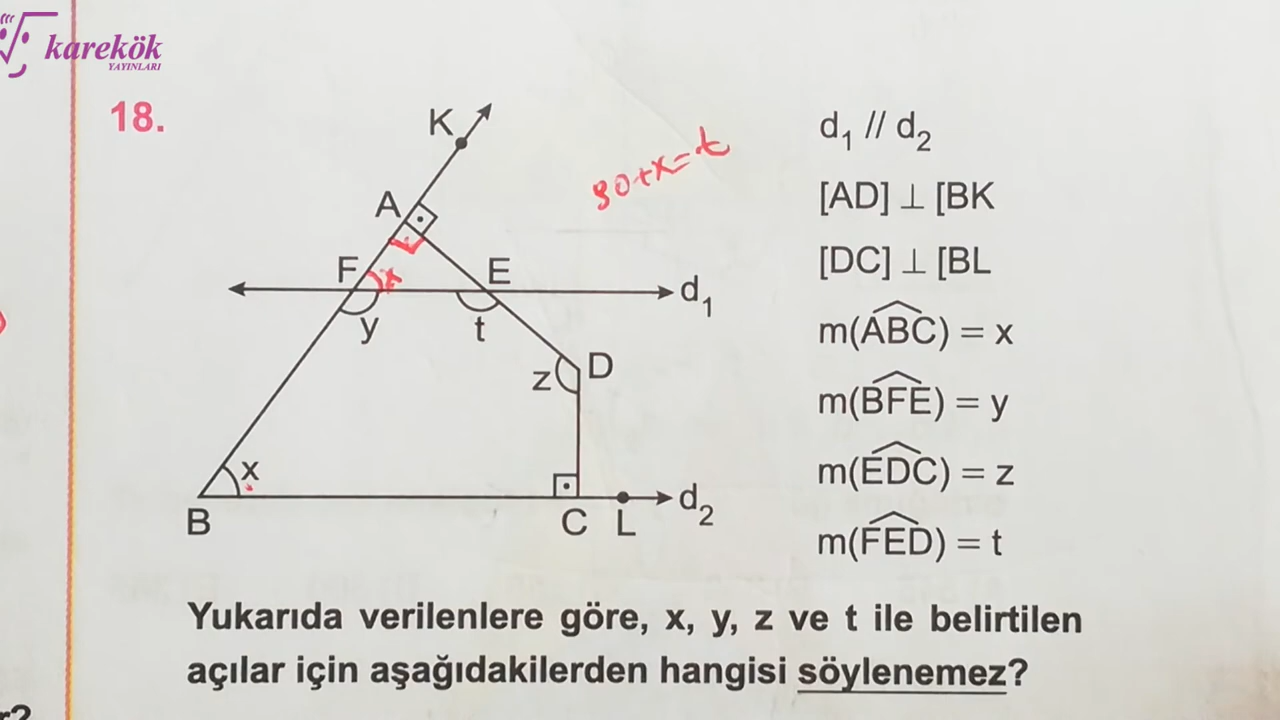 karekök
YAYINLARI
18.
K
90+x=t
A
F
x
E
d₁
y
t
z
D
x
B
C
L
d₂
d₁ // d₂
[AD] ⊥ [BK
[DC] ⊥ [BL
m(ABC) = x
m(BFE) = y
m(EDC) = z
m(FED) = t
Yukarıda verilenlere göre, x, y, z ve t ile belirtilen
açılar için aşağıdakilerden hangisi söylenemez?